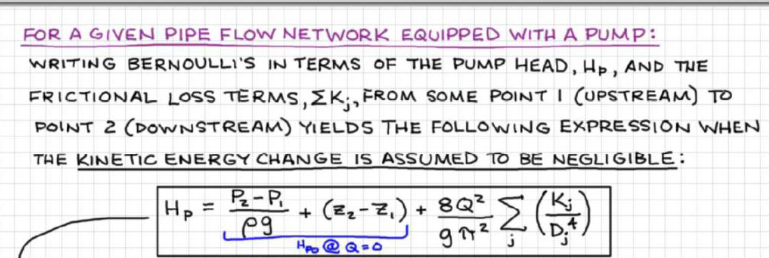 FOR A GIVEN PIPE FLOW NETWORK EQUIPPED WITH A PUMP:
WRITING BERNOULLI'S IN TERMS OF THE PUMP HEAD, Hp, AND THE
FRICTIONAL LOSS TERMS, ΣKj, FROM SOME POINT 1 (UPSTREAM) TO
POINT 2 (DOWNSTREAM) YIELDS THE FOLLOWING EXPRESSION WHEN
THE KINETIC ENERGY CHANGE IS ASSUMED TO BE NEGLIGIBLE:
Hp = (P₂-P₁)/(ρg) + (z₂-z₁) + (8Q²)/(gπ²) Σj (Kj/Dj⁴)
Hpo @ Q=0